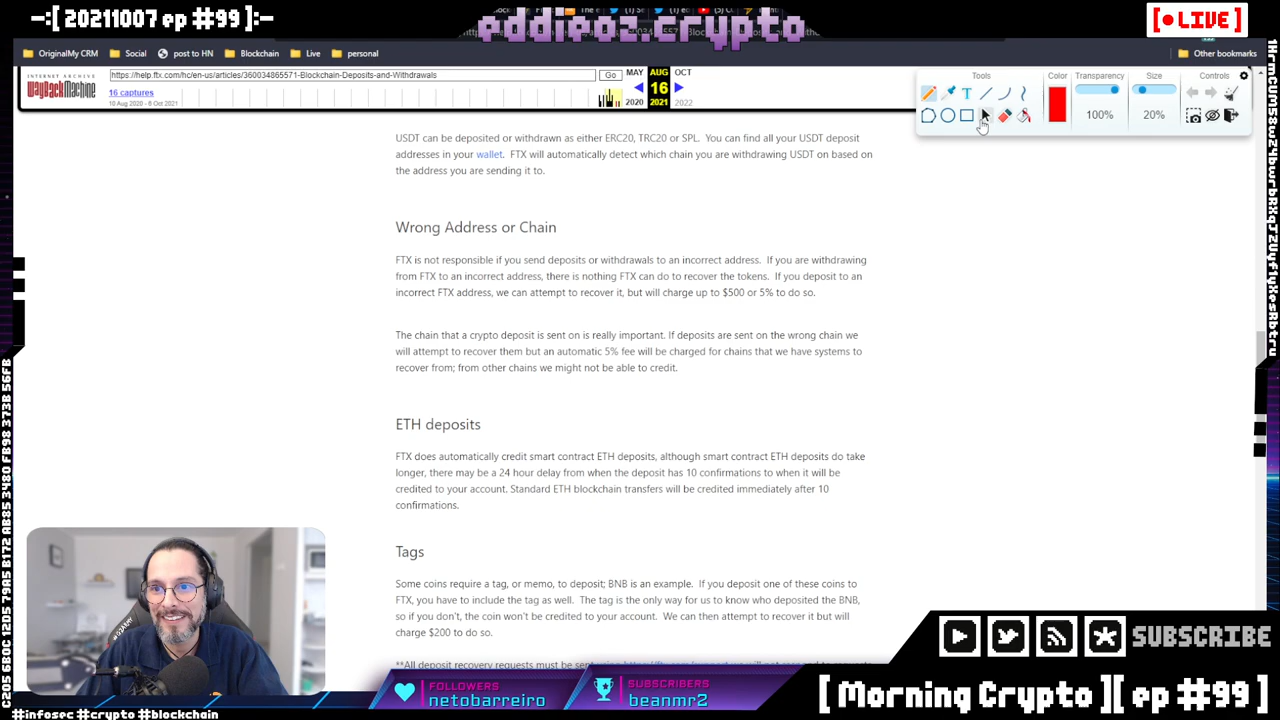 -:[ 20211007 ep #99 ]:-
eddieoz.crypto
[ • LIVE ]
OriginalMy CRM
Social
post to HN
Blockchain
Live
personal
Other bookmarks
INTERNET ARCHIVE
WayBackMachine
https://help.ftx.com/hc/en-us/articles/360034865571-Blockchain-Deposits-and-Withdrawals
Go
MAY AUG OCT
16
2020 2021 2022
16 captures
10 Aug 2020 - 6 Oct 2021
Tools
Color
Transparency
Size
Controls
100%
20%
USDT can be deposited or withdrawn as either ERC20, TRC20 or SPL. You can find all your USDT deposit
addresses in your wallet. FTX will automatically detect which chain you are withdrawing USDT on based on
the address you are sending it to.
Wrong Address or Chain
FTX is not responsible if you send deposits or withdrawals to an incorrect address. If you are withdrawing
from FTX to an incorrect address, there is nothing FTX can do to recover the tokens. If you deposit to an
incorrect FTX address, we can attempt to recover it, but will charge up to $500 or 5% to do so.
The chain that a crypto deposit is sent on is really important. If deposits are sent on the wrong chain we
will attempt to recover them but an automatic 5% fee will be charged for chains that we have systems to
recover from; from other chains we might not be able to credit.
ETH deposits
FTX does automatically credit smart contract ETH deposits, although smart contract ETH deposits do take
longer, there may be a 24 hour delay from when the deposit has 10 confirmations to when it will be
credited to your account. Standard ETH blockchain transfers will be credited immediately after 10
confirmations.
Tags
Some coins require a tag, or memo, to deposit; BNB is an example. If you deposit one of these coins to
FTX, you have to include the tag as well. The tag is the only way for us to know who deposited the BNB,
so if you don't, the coin won't be credited to your account. We can then attempt to recover it but will
charge $200 to do so.
**All deposit recovery requests must be sent using
SUBSCRIBE
FOLLOWERS
netobarreiro
SUBSCRIBERS
beanmr2
[ Morning Crypto ][ ep #99 ]
#infosec #crypto #blockchain